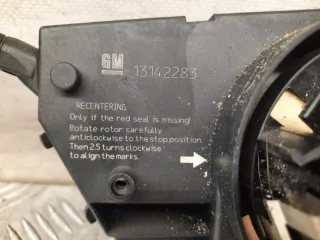 GM 13142283
RECENTERING
Only if the red seal is missing!
Rotate rotor carefully
anticlockwise to the stop position.
Then 2.5 turns clockwise
to align the marks.